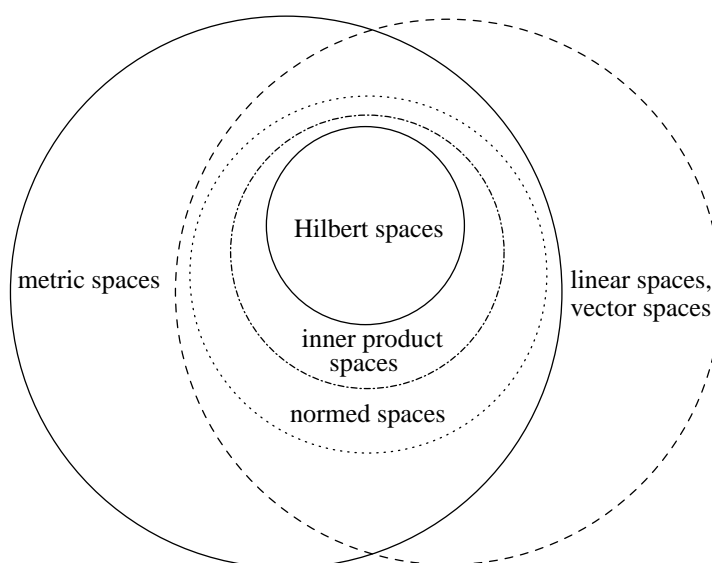 Hilbert spaces
metric spaces
linear spaces,
vector spaces
inner product
spaces
normed spaces